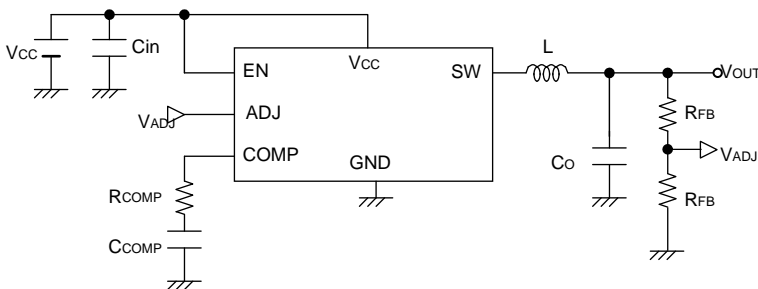 VCC
Cin
EN
VCC
SW
L
VOUT
VADJ
ADJ
RFB
COMP
GND
CO
VADJ
RCOMP
RFB
CCOMP